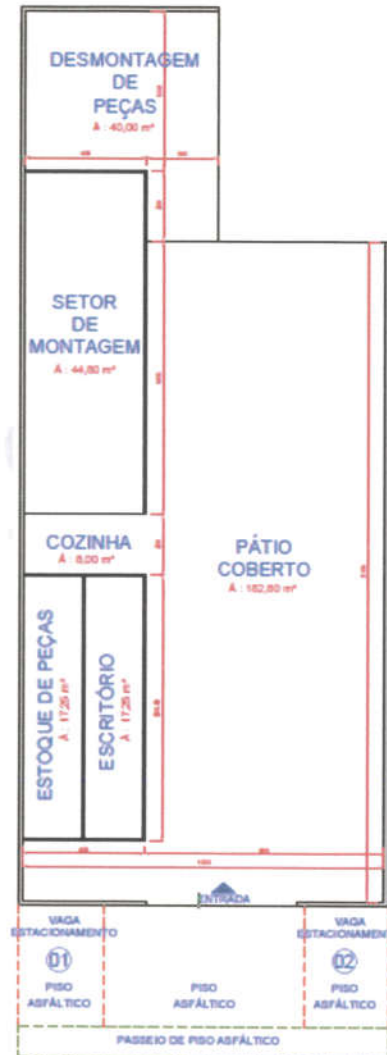 DESMONTAGEM
DE
PEÇAS
A : 40,00 m²
SETOR
DE
MONTAGEM
A : 44,80 m²
COZINHA
A : 8,00 m²
PÁTIO
COBERTO
A : 182,80 m²
ESTOQUE DE PEÇAS
A : 17,25 m²
ESCRITÓRIO
A : 17,25 m²
ENTRADA
VAGA
ESTACIONAMENTO
01
PISO
ASFÁLTICO
PISO
ASFÁLTICO
VAGA
ESTACIONAMENTO
02
PISO
ASFÁLTICO
PASSEIO DE PISO ASFÁLTICO